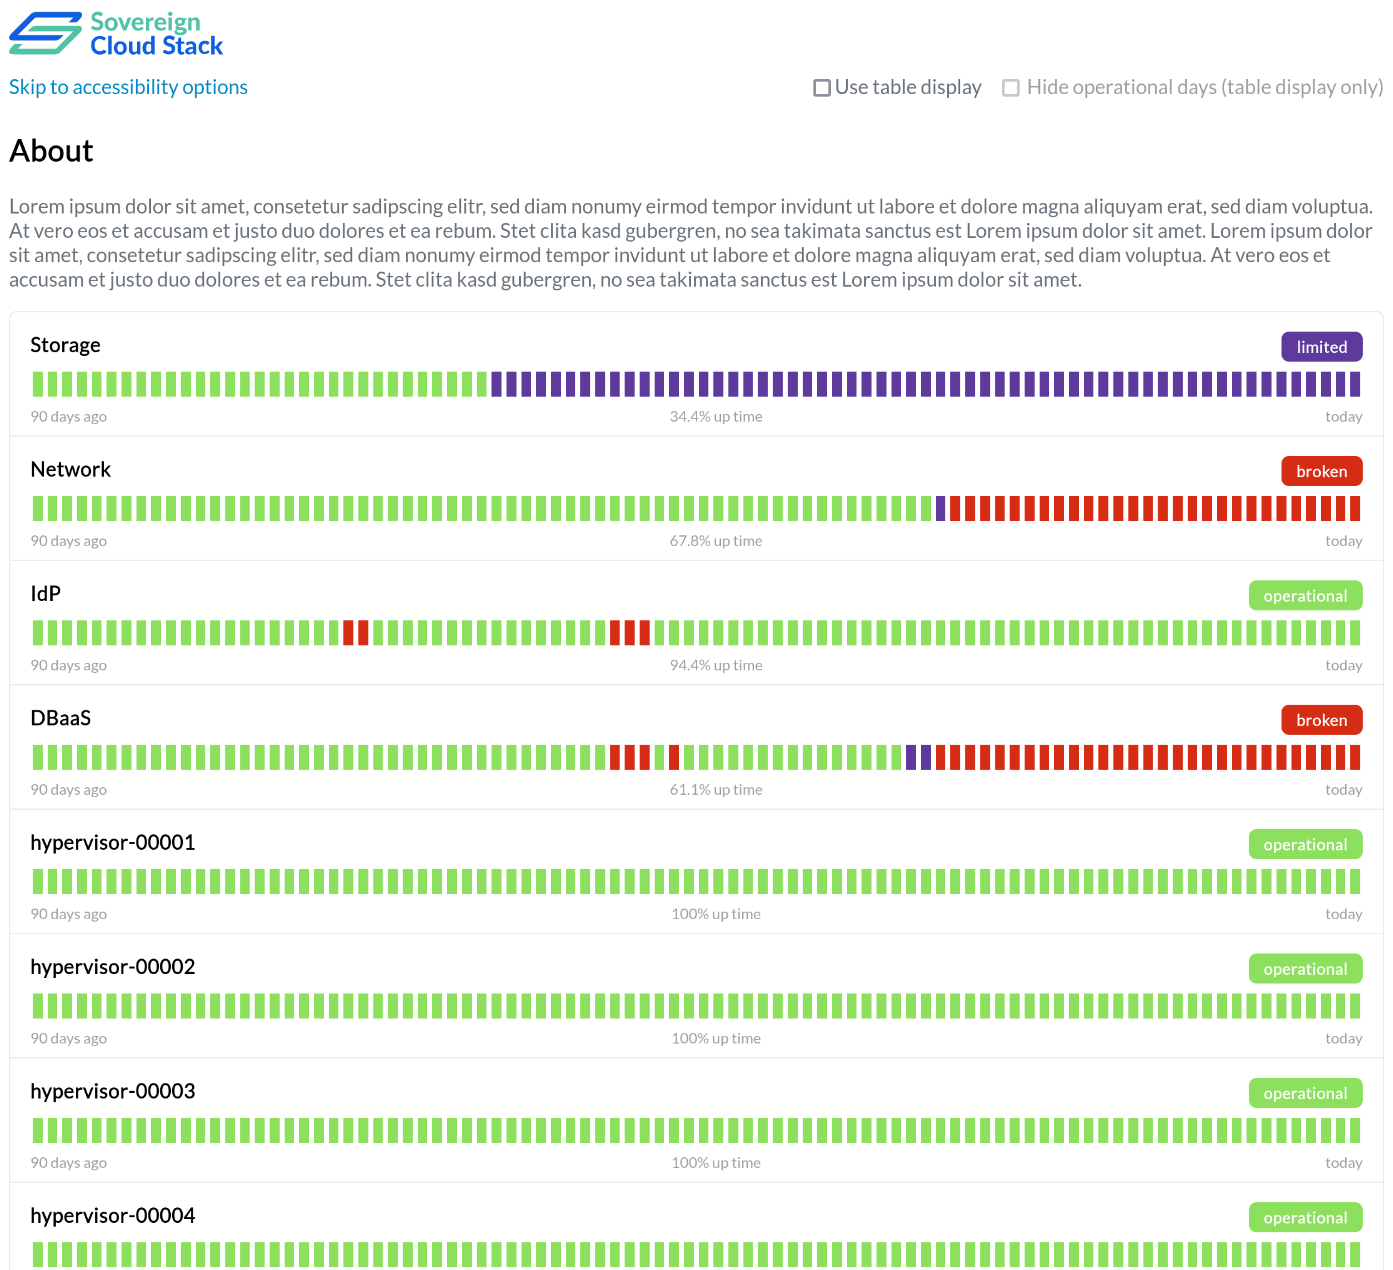 Sovereign
Cloud Stack
Skip to accessibility options
Use table display
Hide operational days (table display only)
About
Lorem ipsum dolor sit amet, consetetur sadipscing elitr, sed diam nonumy eirmod tempor invidunt ut labore et dolore magna aliquyam erat, sed diam voluptua.
At vero eos et accusam et justo duo dolores et ea rebum. Stet clita kasd gubergren, no sea takimata sanctus est Lorem ipsum dolor sit amet. Lorem ipsum dolor
sit amet, consetetur sadipscing elitr, sed diam nonumy eirmod tempor invidunt ut labore et dolore magna aliquyam erat, sed diam voluptua. At vero eos et
accusam et justo duo dolores et ea rebum. Stet clita kasd gubergren, no sea takimata sanctus est Lorem ipsum dolor sit amet.
Storage
limited
90 days ago
34.4% up time
today
Network
broken
90 days ago
67.8% up time
today
IdP
operational
90 days ago
94.4% up time
today
DBaaS
broken
90 days ago
61.1% up time
today
hypervisor-00001
operational
90 days ago
100% up time
today
hypervisor-00002
operational
90 days ago
100% up time
today
hypervisor-00003
operational
90 days ago
100% up time
today
hypervisor-00004
operational